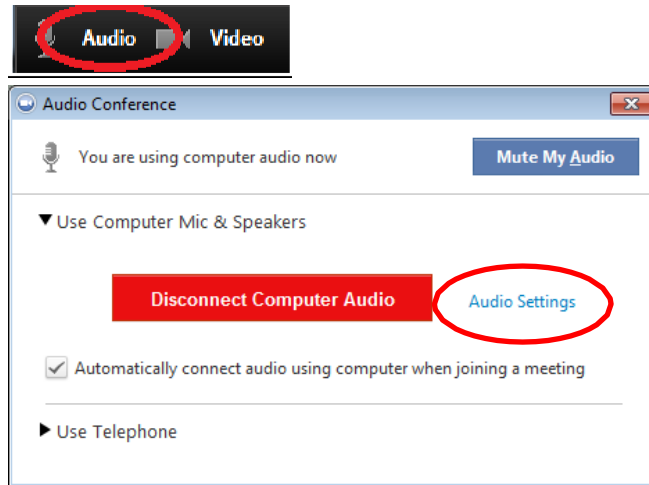 Audio Video
Audio Conference
You are using computer audio now Mute My Audio
Use Computer Mic & Speakers
Disconnect Computer Audio Audio Settings
Automatically connect audio using computer when joining a meeting
Use Telephone